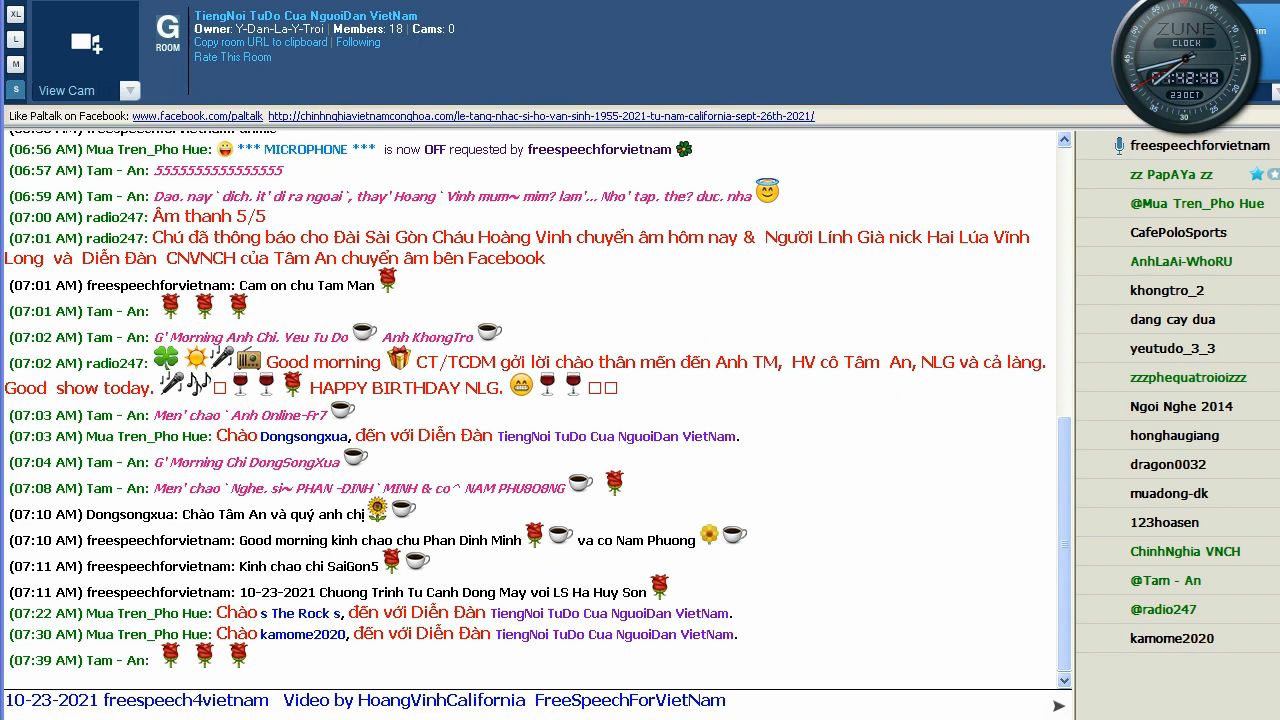 XL
L
M
S
View Cam
G
ROOM
TiengNoi TuDo Cua NguoiDan VietNam
Owner: Y-Dan-La-Y-Troi | Members: 18 | Cams: 0
Copy room URL to clipboard | Following
Rate This Room
ZUNE
CLOCK
23 OCT
Like Paltalk on Facebook: www.facebook.com/paltalk http://chinhnghiavietnamconghoa.com/le-tang-nhac-si-ho-van-sinh-1955-2021-tu-nam-california-sept-26th-2021/
(06:56 AM) Mua Tren_Pho Hue: *** MICROPHONE *** is now OFF requested by freespeechforvietnam
(06:57 AM) Tam - An: 5555555555555555
(06:59 AM) Tam - An: Dao. nay` dich. it' di ra ngoai`, thay' Hoang` Vinh mum~ mim? lam'... Nho' tap. the? duc. nha
(07:00 AM) radio247: Âm thanh 5/5
(07:01 AM) radio247: Chú đã thông báo cho Đài Sài Gòn Cháu Hoàng Vinh chuyển âm hôm nay & Người Lính Già nick Hai Lúa Vĩnh
Long và Diễn Đàn CNVNCH của Tâm An chuyển âm bên Facebook
(07:01 AM) freespeechforvietnam: Cam on chu Tam Man
(07:01 AM) Tam - An:
(07:02 AM) Tam - An: G' Morning Anh Chi. Yeu Tu Do Anh KhongTro
(07:02 AM) radio247: Good morning CT/TCDM gởi lời chào thân mến đến Anh TM, HV cô Tâm An, NLG và cả làng.
Good show today. HAPPY BIRTHDAY NLG.
(07:03 AM) Tam - An: Men' chao` Anh Online-Fr7
(07:03 AM) Mua Tren_Pho Hue: Chào Dongsongxua, đến với Diễn Đàn TiengNoi TuDo Cua NguoiDan VietNam.
(07:04 AM) Tam - An: G' Morning Chi DongSongXua
(07:08 AM) Tam - An: Men' chao` Nghe. si~ PHAN -DINH` MINH & co^ NAM PHU8O8NG
(07:10 AM) Dongsongxua: Chào Tâm An và quý anh chị
(07:10 AM) freespeechforvietnam: Good morning kinh chao chu Phan Dinh Minh va co Nam Phuong
(07:11 AM) freespeechforvietnam: Kinh chao chi SaiGon5
(07:11 AM) freespeechforvietnam: 10-23-2021 Chuong Trinh Tu Canh Dong May voi LS Ha Huy Son
(07:22 AM) Mua Tren_Pho Hue: Chào s The Rock s, đến với Diễn Đàn TiengNoi TuDo Cua NguoiDan VietNam.
(07:30 AM) Mua Tren_Pho Hue: Chào kamome2020, đến với Diễn Đàn TiengNoi TuDo Cua NguoiDan VietNam.
(07:39 AM) Tam - An:
10-23-2021 freespeech4vietnam Video by HoangVinhCalifornia FreeSpeechForVietNam
freespeechforvietnam
zz PapAYa zz
@Mua Tren_Pho Hue
CafePoloSports
AnhLaAi-WhoRU
khongtro_2
dang cay dua
yeutudo_3_3
zzzphequatroioizzz
Ngoi Nghe 2014
honghaugiang
dragon0032
muadong-dk
123hoasen
ChinhNghia VNCH
@Tam - An
@radio247
kamome2020